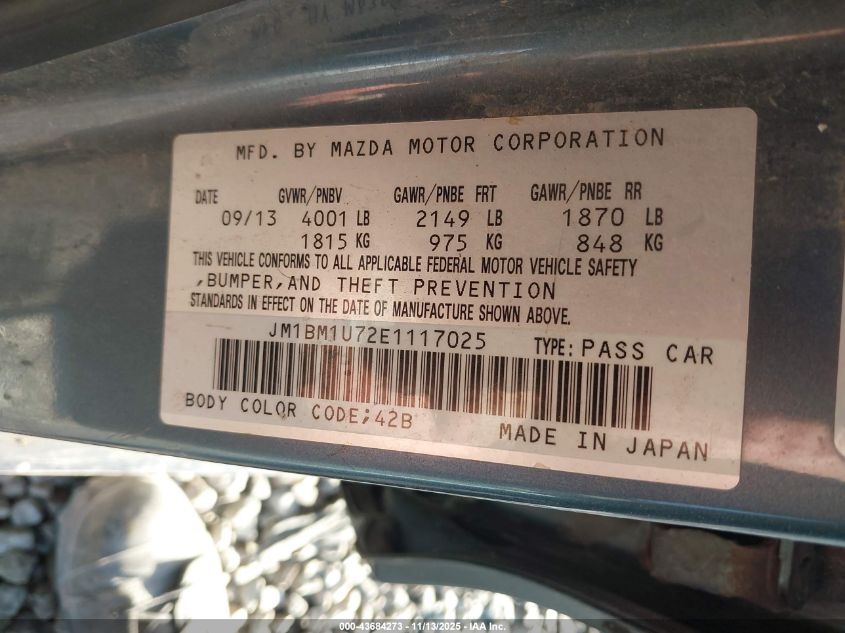 MFD. BY MAZDA MOTOR CORPORATION
DATE GVWR/PNBV GAWR/PNBE FRT GAWR/PNBE RR
09/13 4001 LB 2149 LB 1870 LB
1815 KG 975 KG 848 KG
THIS VEHICLE CONFORMS TO ALL APPLICABLE FEDERAL MOTOR VEHICLE SAFETY
,BUMPER,AND THEFT PREVENTION
STANDARDS IN EFFECT ON THE DATE OF MANUFACTURE SHOWN ABOVE.
JM1BM1U72E1117025 TYPE: PASS CAR
BODY COLOR CODE;42B
MADE IN JAPAN
000-43684273 - 11/13/2025 - IAA Inc.